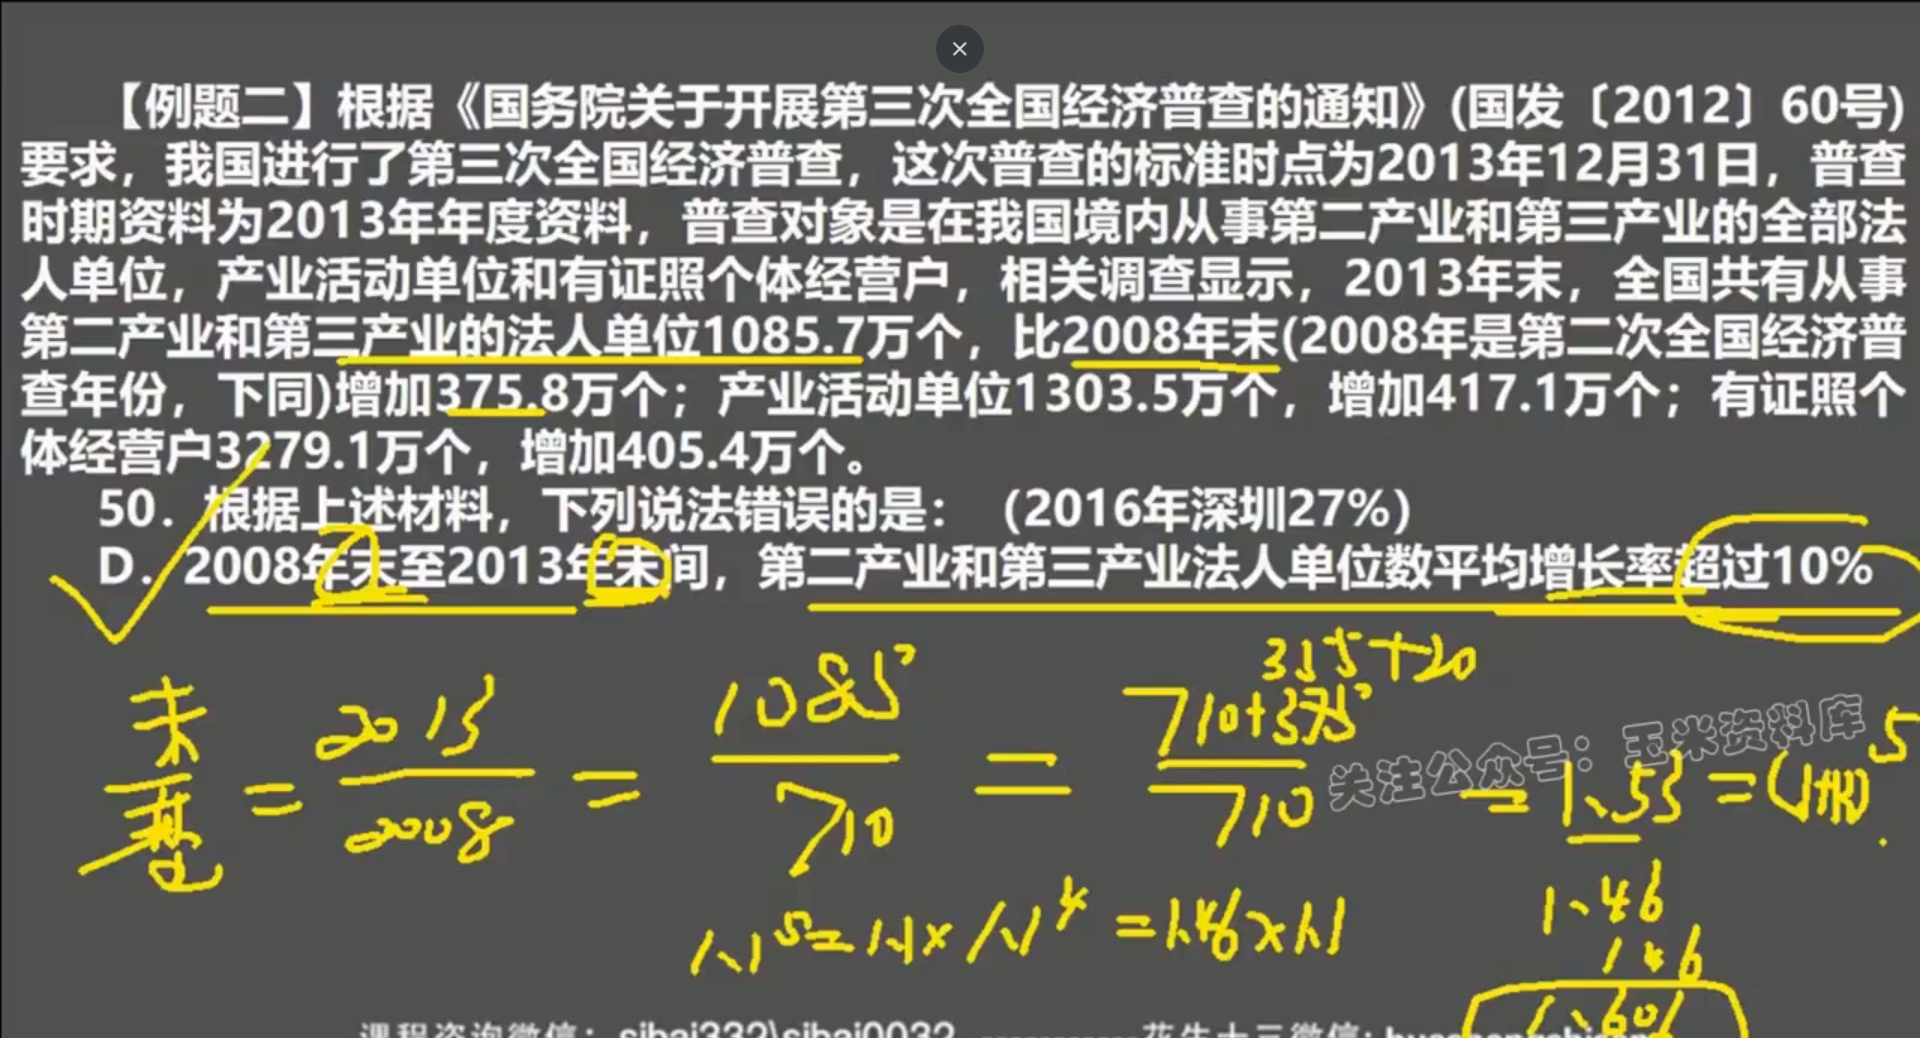 【例题二】根据《国务院关于开展第三次全国经济普查的通知》(国发〔2012〕60号)
要求，我国进行了第三次全国经济普查，这次普查的标准时点为2013年12月31日，普查
时期资料为2013年年度资料，普查对象是在我国境内从事第二产业和第三产业的全部法
人单位，产业活动单位和有证照个体经营户，相关调查显示，2013年末，全国共有从事
第二产业和第三产业的法人单位1085.7万个，比2008年末(2008年是第二次全国经济普
查年份，下同)增加375.8万个；产业活动单位1303.5万个，增加417.1万个；有证照个
体经营户3279.1万个，增加405.4万个。
50．根据上述材料，下列说法错误的是：（2016年深圳27%）
D．2008年末至2013年末间，第二产业和第三产业法人单位数平均增长率超过10%
355+20
末 = 2013 = 1085 = 710+375 = 1.53 = 5
2008 710 710
关注公众号：玉米资料库
1.1^5 = 1.1 × 1.1^4 = 1.46 × 1.1
1.46
146
1.606
课程咨询微信：
花生十三微信：